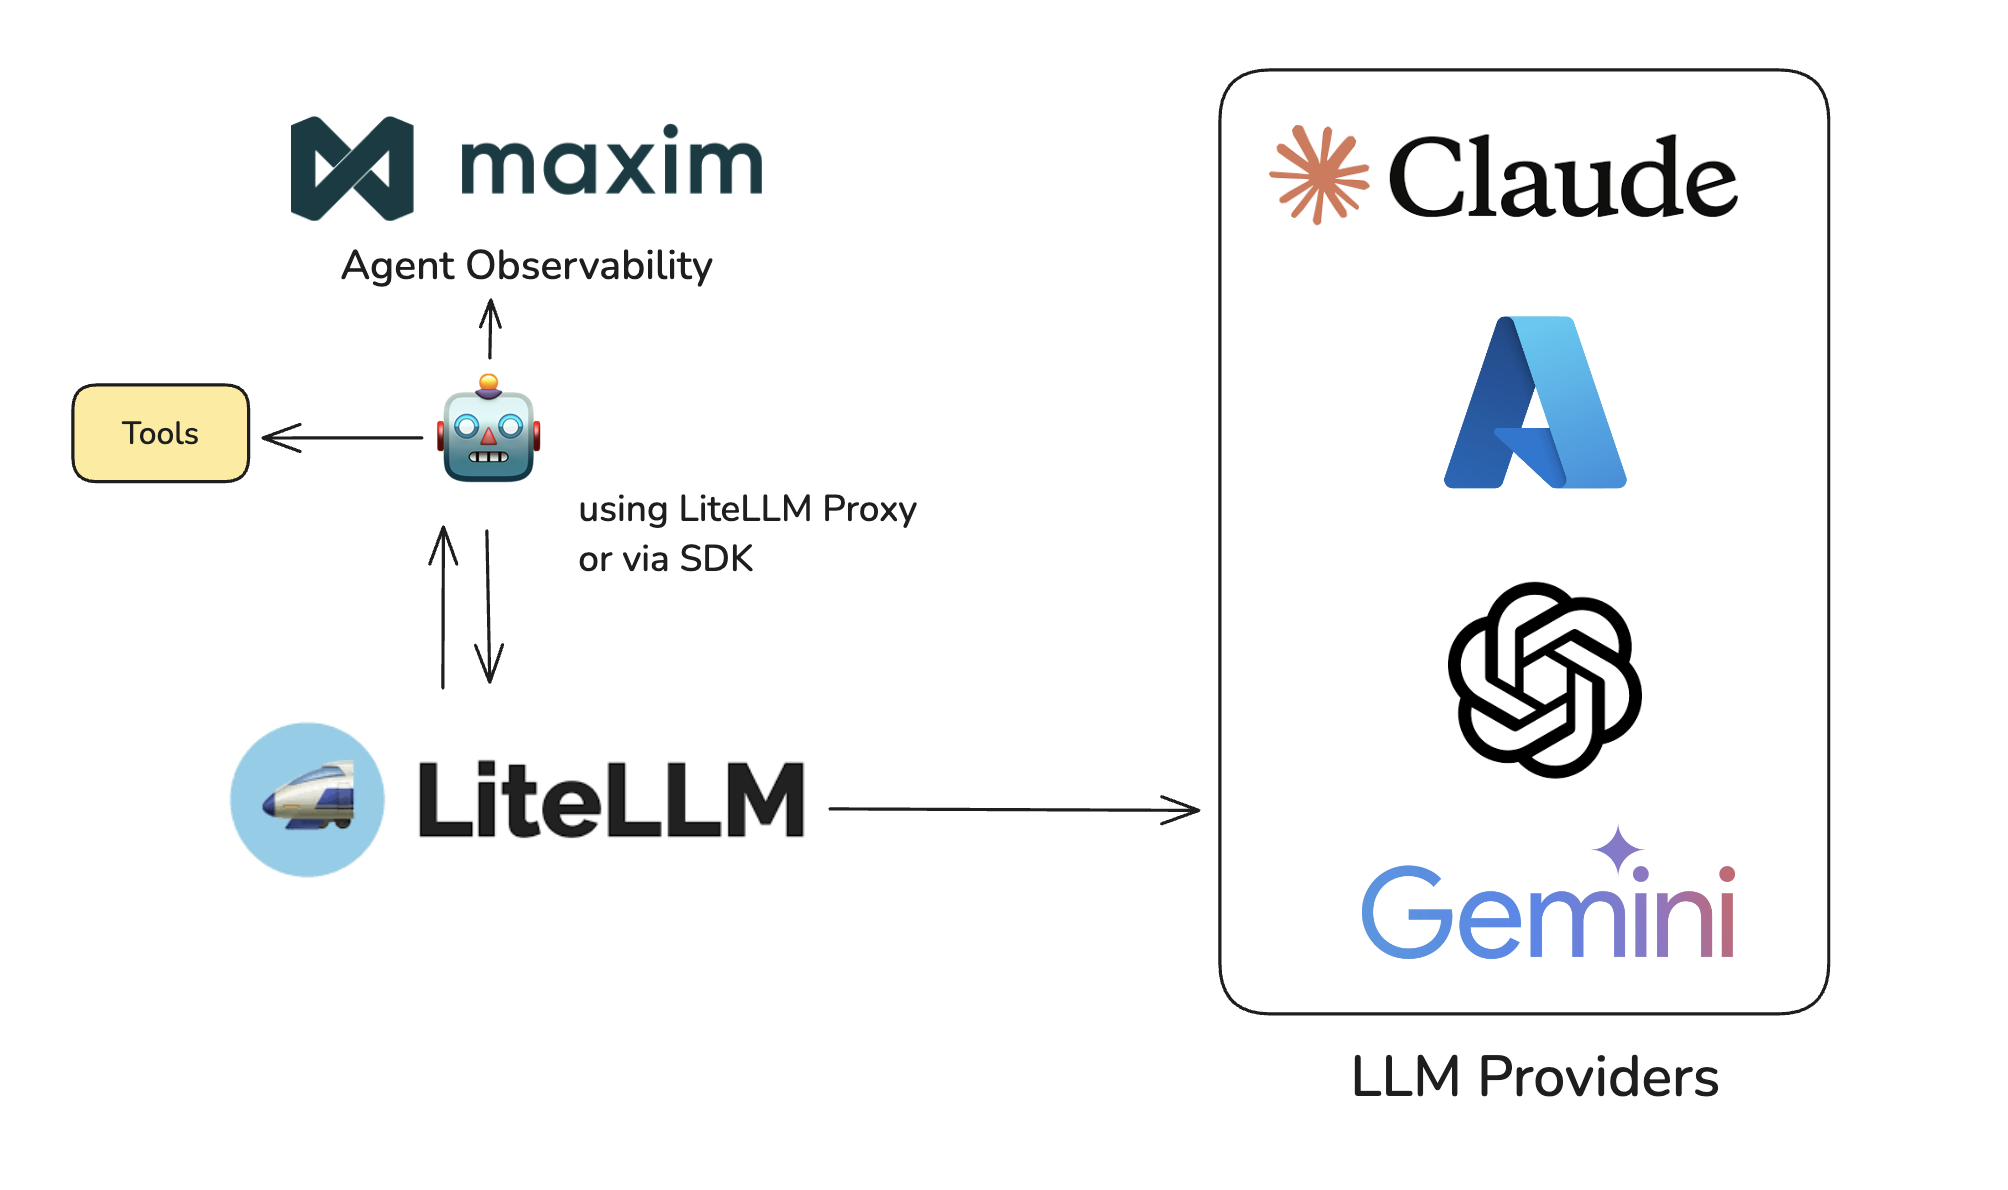 maxim
Agent Observability
Tools
using LiteLLM Proxy
or via SDK
LiteLLM
Claude
Gemini
LLM Providers